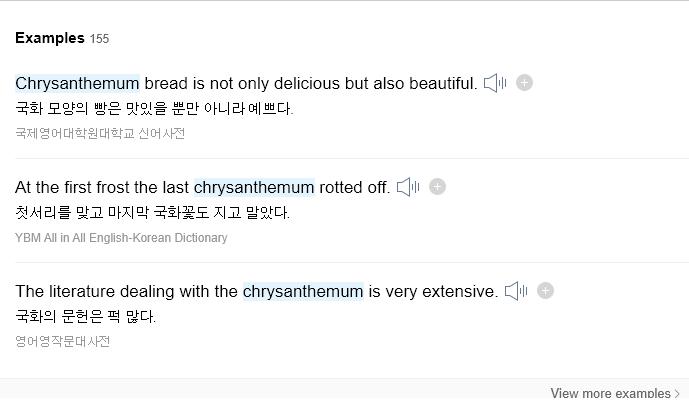 Examples 155
Chrysanthemum bread is not only delicious but also beautiful.
국화 모양의 빵은 맛있을 뿐만 아니라 예쁘다.
국제영어대학원대학교 신어사전
At the first frost the last chrysanthemum rotted off.
첫서리를 맞고 마지막 국화꽃도 지고 말았다.
YBM All in All English-Korean Dictionary
The literature dealing with the chrysanthemum is very extensive.
국화의 문헌은 퍽 많다.
영어영작문대사전
View more examples >